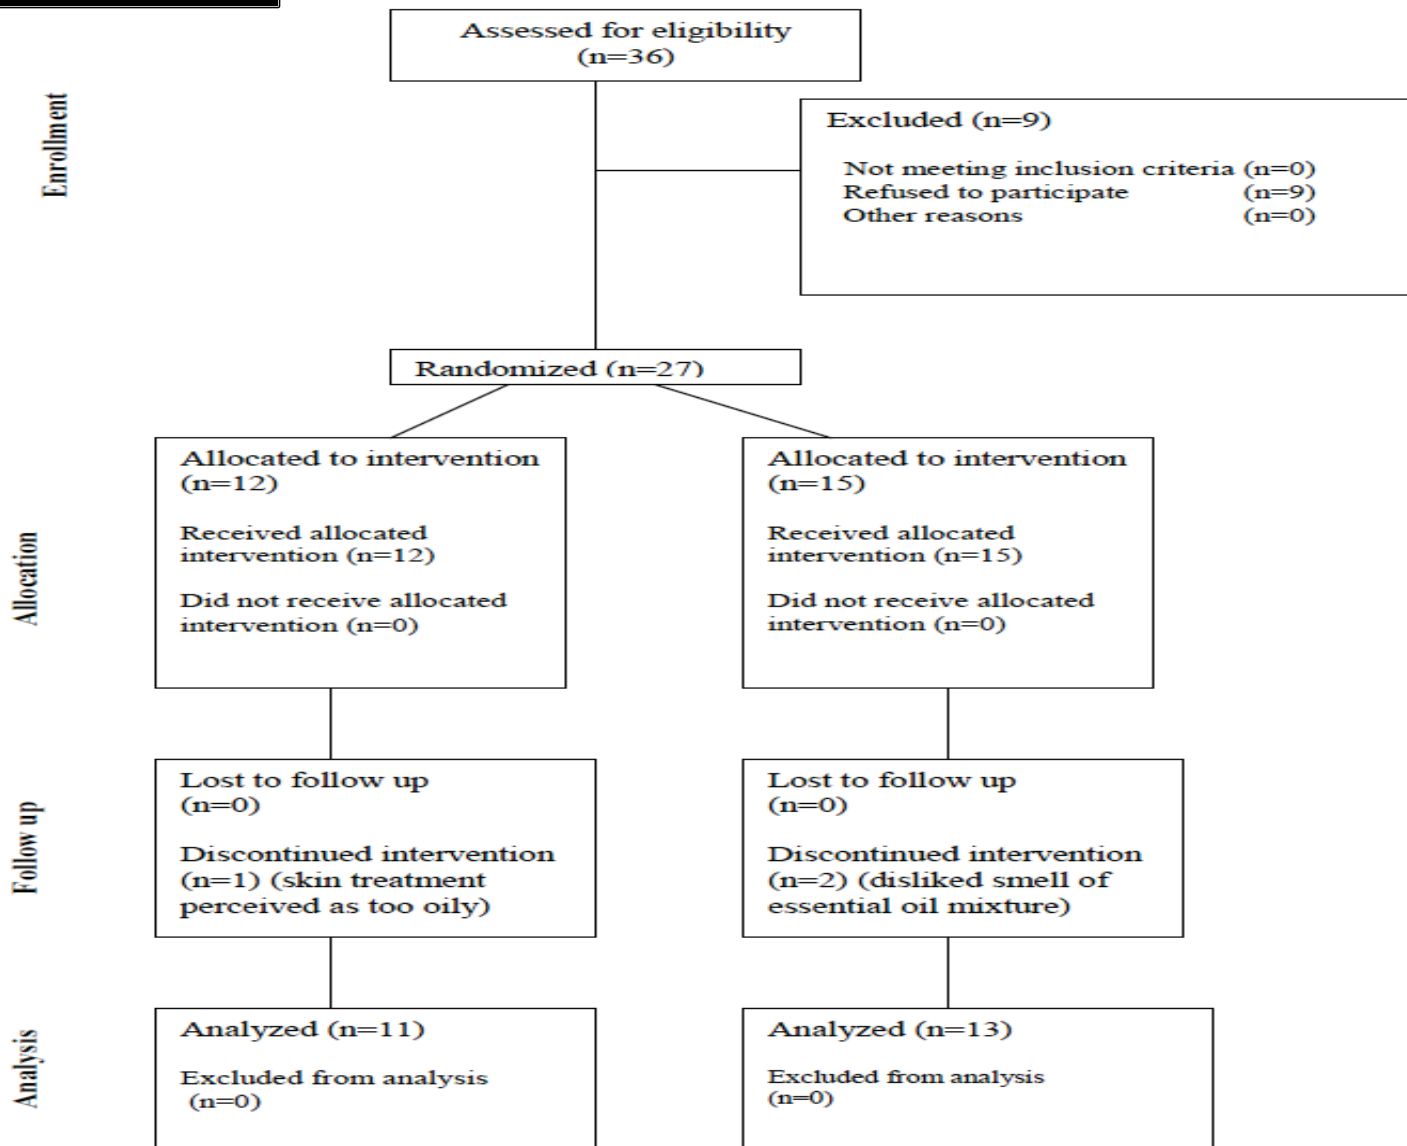 Assessed for eligibility
(n=36)
Enrollment
Excluded (n=9)
Not meeting inclusion criteria (n=0)
Refused to participate (n=9)
Other reasons (n=0)
Randomized (n=27)
Allocation
Allocated to intervention
(n=12)
Received allocated
intervention (n=12)
Did not receive allocated
intervention (n=0)
Allocated to intervention
(n=15)
Received allocated
intervention (n=15)
Did not receive allocated
intervention (n=0)
Follow up
Lost to follow up
(n=0)
Discontinued intervention
(n=1) (skin treatment
perceived as too oily)
Lost to follow up
(n=0)
Discontinued intervention
(n=2) (disliked smell of
essential oil mixture)
Analysis
Analyzed (n=11)
Excluded from analysis
(n=0)
Analyzed (n=13)
Excluded from analysis
(n=0)